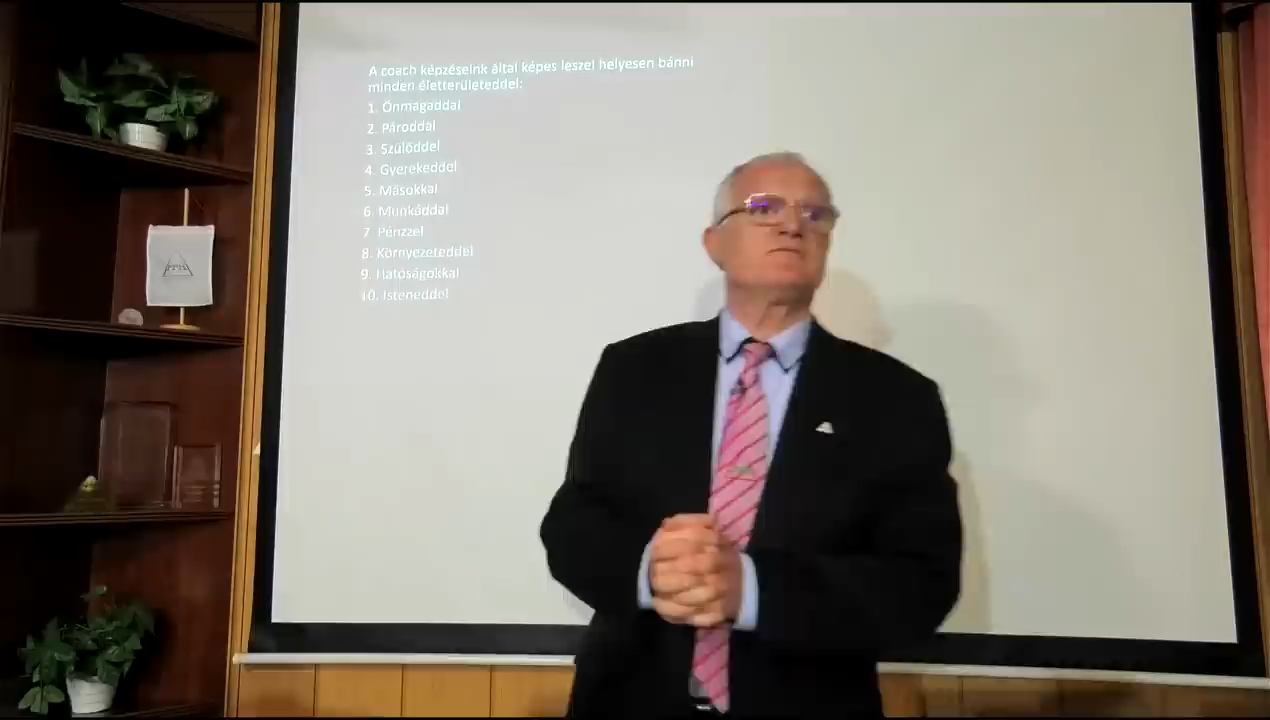 A coach képzéseink által képes leszel helyesen bánni
minden életterületeddel:
1. Önmagaddal
2. Pároddal
3. Szülőddel
4. Gyerekeddel
5. Másokkal
6. Munkáddal
7 Pénzzel
8. Környezeteddel
9. Hatóságokkal
10. Isteneddel